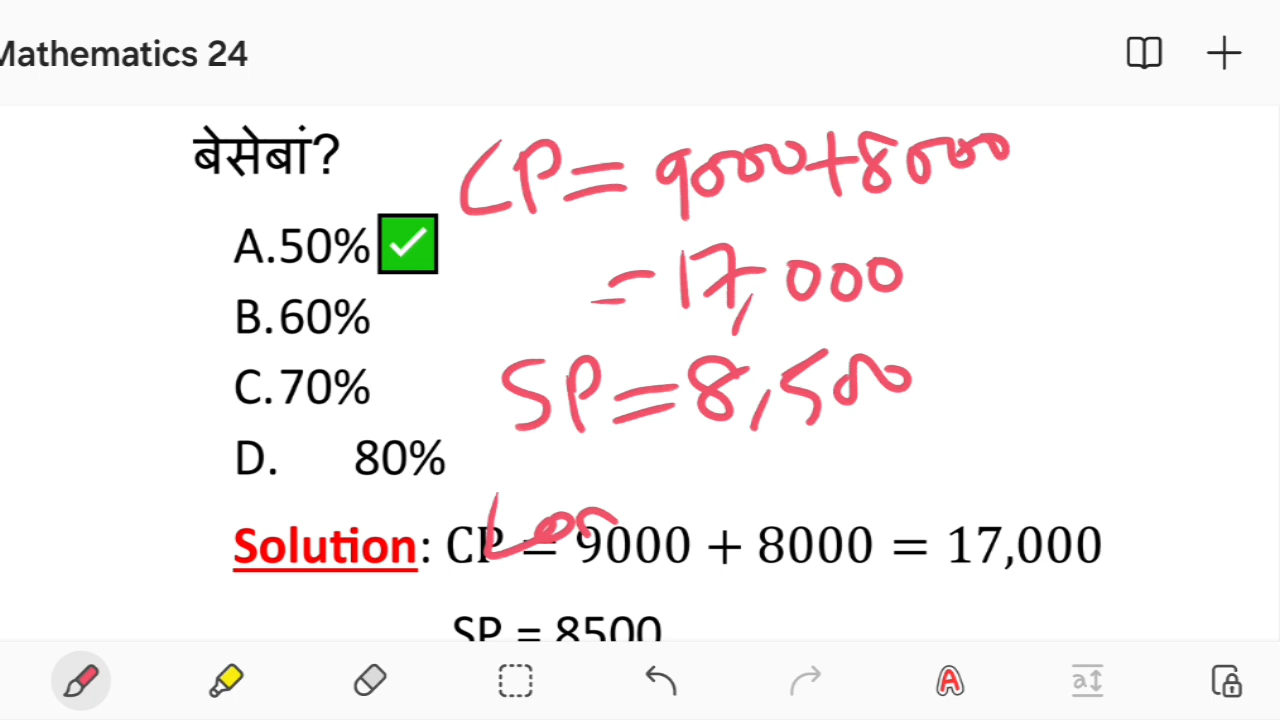 Mathematics 24
बेसेबां?
CP = 9000+8000
A.50%
= 17,000
B.60%
SP = 8,500
C.70%
D. 80%
Solution: CP = 9000 + 8000 = 17,000
SP = 8500